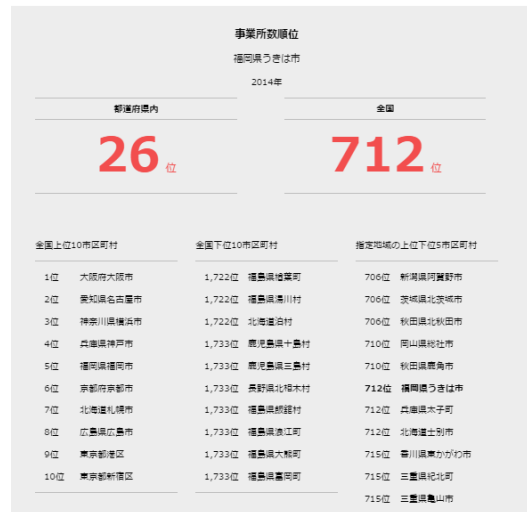 事業所数順位
福岡県うきは市
2014年
都道府県内
全国
26 位
712 位
全国上位10市区町村
1位 大阪府大阪市
2位 愛知県名古屋市
3位 神奈川県横浜市
4位 兵庫県神戸市
5位 福岡県福岡市
6位 京都府京都市
7位 北海道札幌市
8位 広島県広島市
9位 東京都港区
10位 東京都新宿区
全国下位10市区町村
1,722位 福島県楢葉町
1,722位 福島県湯川村
1,722位 北海道泊村
1,733位 鹿児島県十島村
1,733位 鹿児島県三島村
1,733位 長野県北相木村
1,733位 福島県飯舘村
1,733位 福島県浪江町
1,733位 福島県大熊町
1,733位 福島県富岡町
指定地域の上位下位5市区町村
706位 新潟県阿賀野市
706位 茨城県北茨城市
706位 秋田県北秋田市
710位 岡山県総社市
710位 秋田県鹿角市
712位 福岡県うきは市
712位 兵庫県太子町
712位 北海道士別市
715位 香川県東かがわ市
715位 三重県紀北町
715位 三重県亀山市